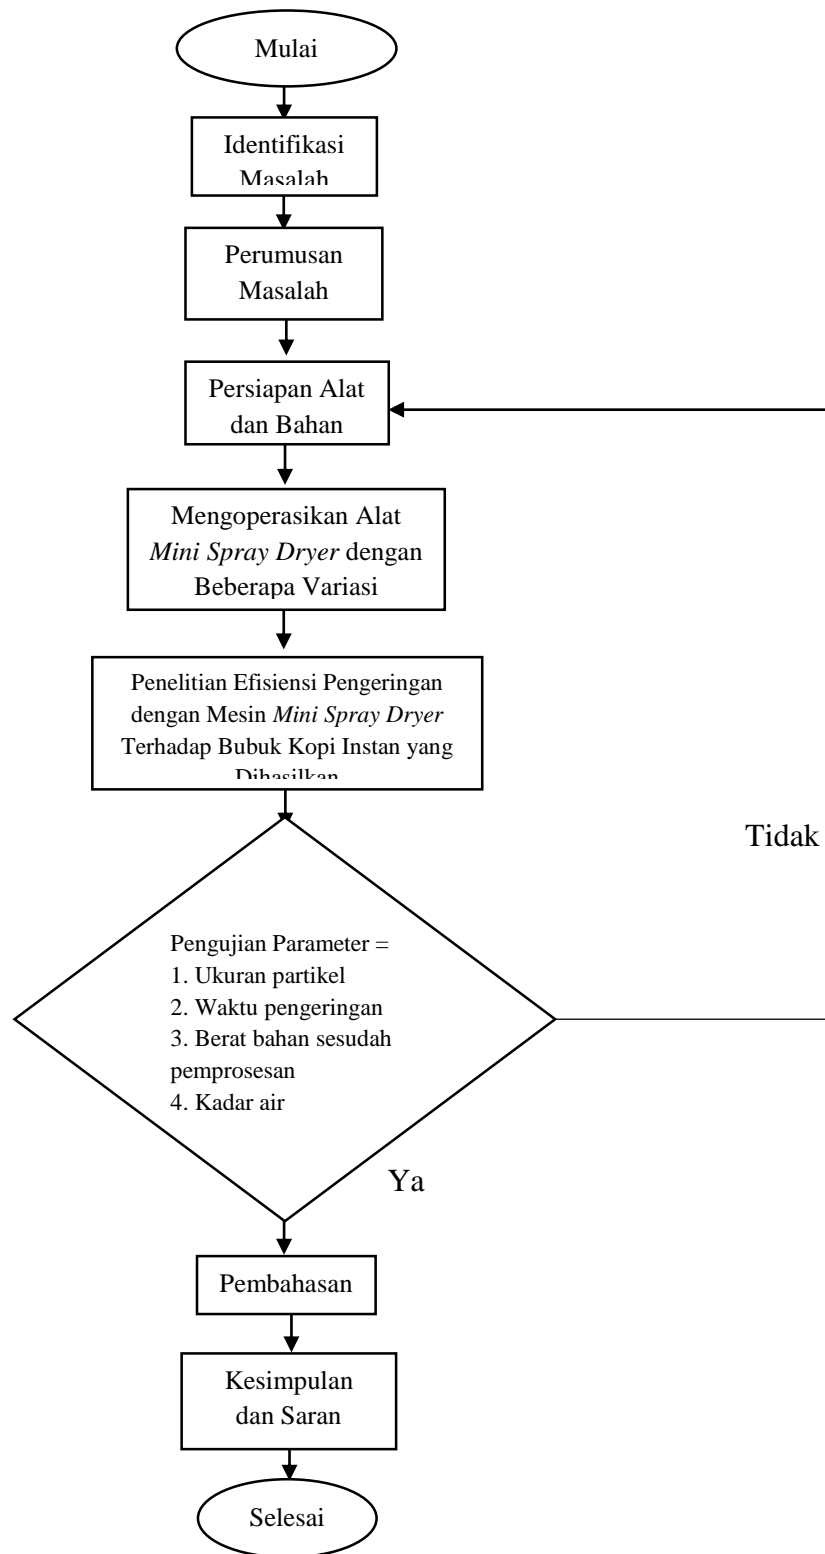 Mulai
Identifikasi
Masalah
Perumusan
Masalah
Persiapan Alat
dan Bahan
Mengoperasikan Alat
Mini Spray Dryer dengan
Beberapa Variasi
Penelitian Efisiensi Pengeringan
dengan Mesin Mini Spray Dryer
Terhadap Bubuk Kopi Instan yang
Dihasilkan
Tidak
Pengujian Parameter =
1. Ukuran partikel
2. Waktu pengeringan
3. Berat bahan sesudah
pemprosesan
4. Kadar air
Ya
Pembahasan
Kesimpulan
dan Saran
Selesai